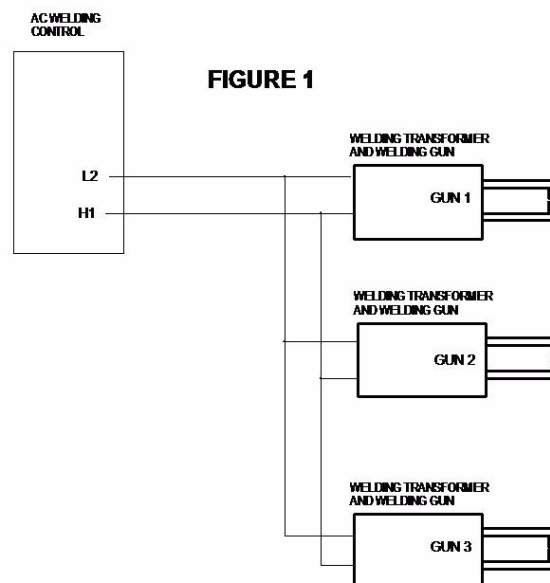 AC WELDING
CONTROL
FIGURE 1
WELDING TRANSFORMER
AND WELDING GUN
L2
GUN 1
H1
WELDING TRANSFORMER
AND WELDING GUN
GUN 2
WELDING TRANSFORMER
AND WELDING GUN
GUN 3